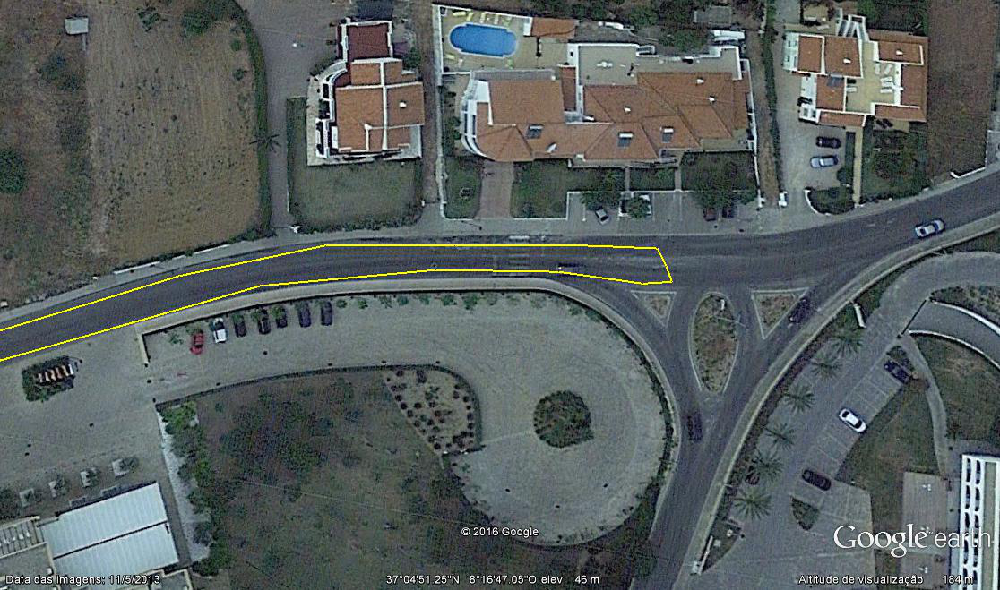 © 2016 Google
Google earth
Data das imagens: 11/5/2013 37°04'51.25"N 8°16'47.05"O elev 46 m Altitude de visualização 184 m